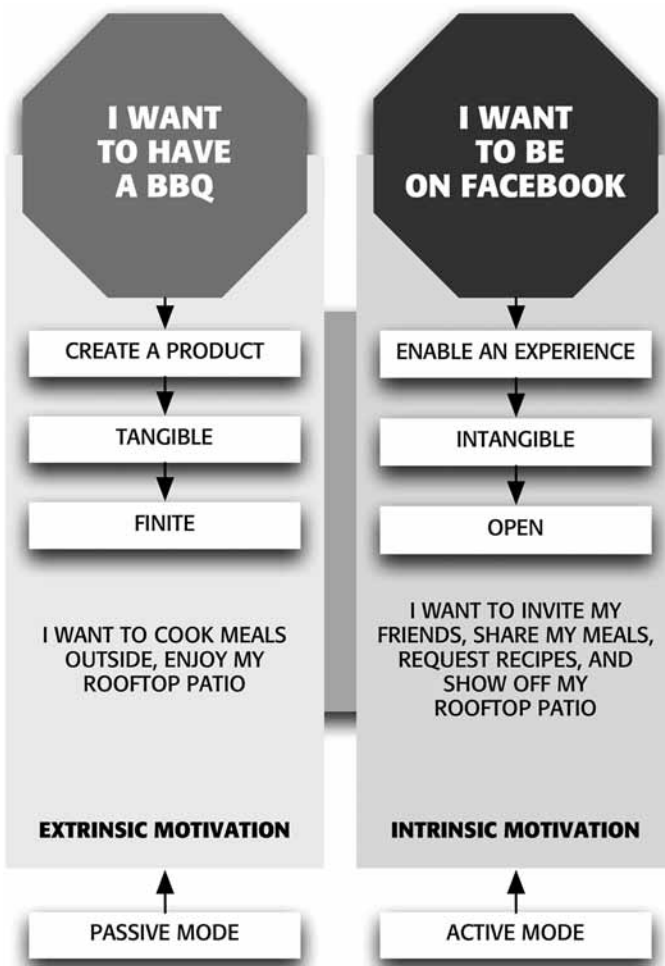 I WANT
TO HAVE
A BBQ
CREATE A PRODUCT
TANGIBLE
FINITE
I WANT TO COOK MEALS
OUTSIDE, ENJOY MY
ROOFTOP PATIO
EXTRINSIC MOTIVATION
PASSIVE MODE
I WANT
TO BE
ON FACEBOOK
ENABLE AN EXPERIENCE
INTANGIBLE
OPEN
I WANT TO INVITE MY
FRIENDS, SHARE MY MEALS,
REQUEST RECIPES, AND
SHOW OFF MY
ROOFTOP PATIO
INTRINSIC MOTIVATION
ACTIVE MODE